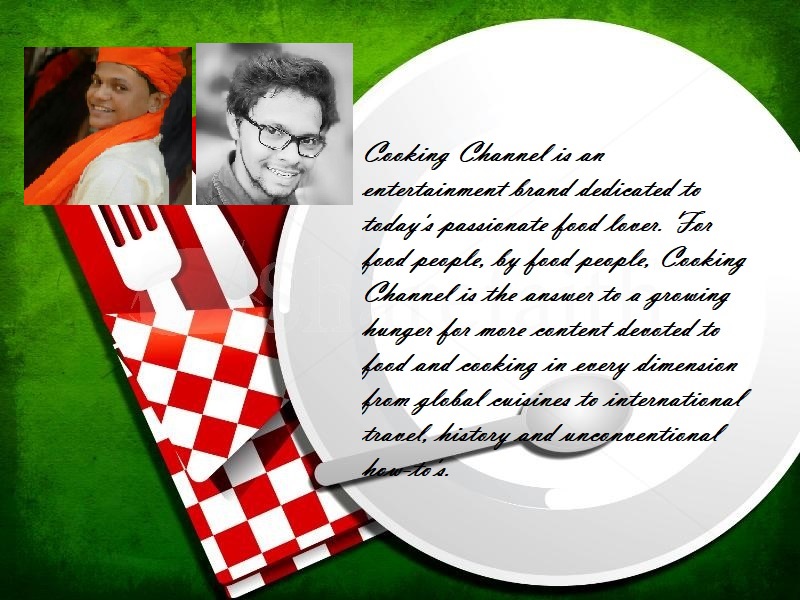 Cooking Channel is an
entertainment brand dedicated to
today's passionate food lover. 'For
food people, by food people, Cooking
Channel is the answer to a growing
hunger for more content devoted to
food and cooking in every dimension
from global cuisines to international
travel, history and unconventional
how-to's.